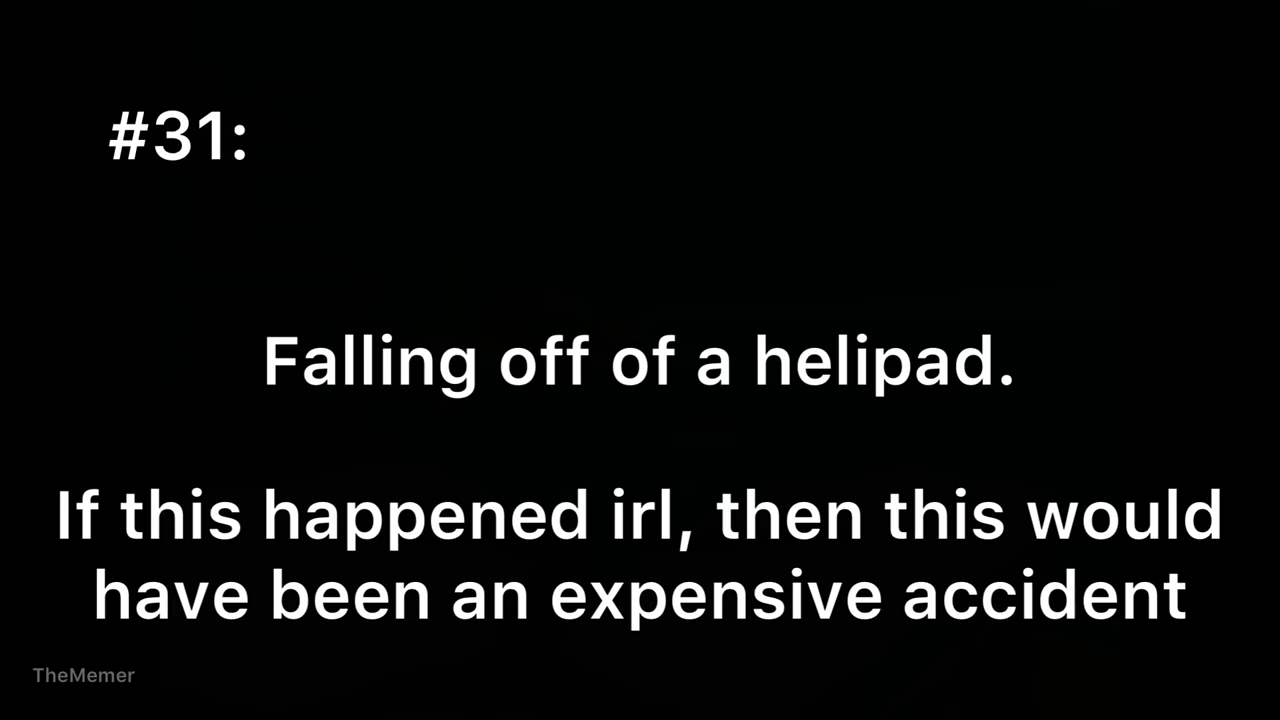 #31:
Falling off of a helipad.
If this happened irl, then this would
have been an expensive accident
TheMemer